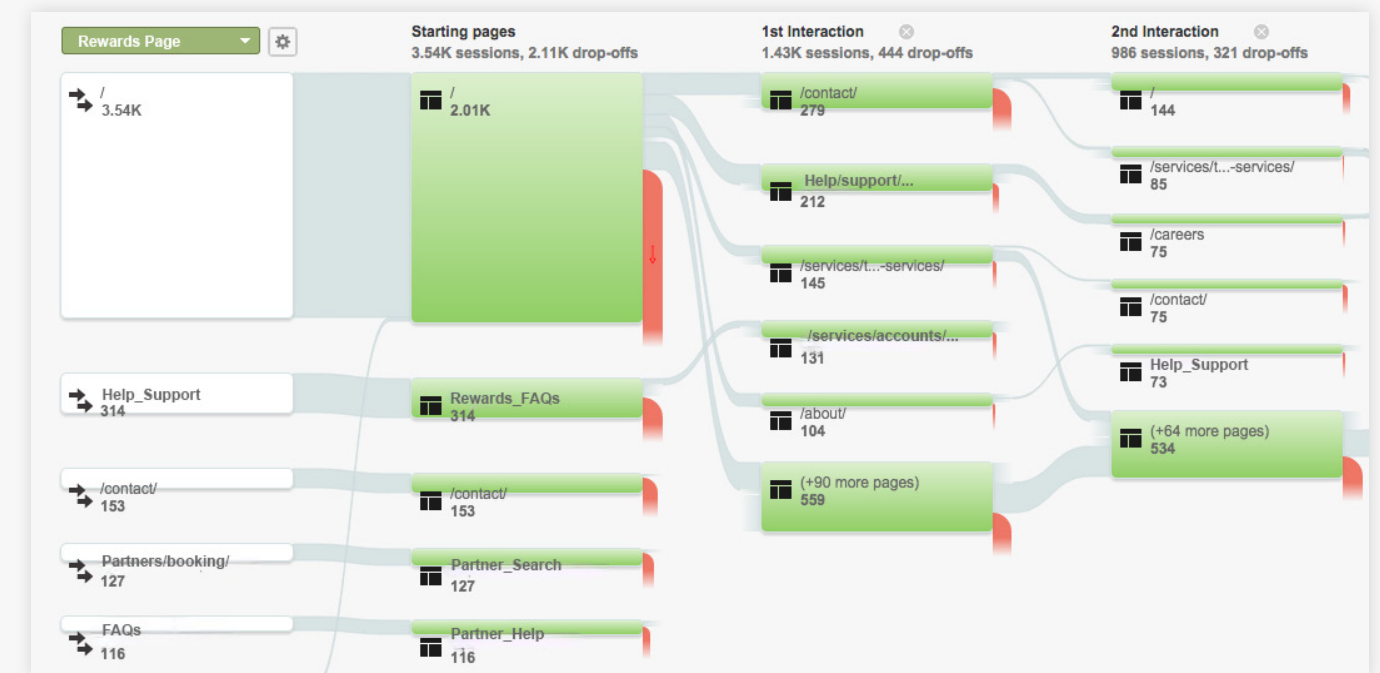 Rewards Page
Starting pages
3.54K sessions, 2.11K drop-offs
1st Interaction
1.43K sessions, 444 drop-offs
2nd Interaction
986 sessions, 321 drop-offs
/
3.54K
Help_Support
314
/contact/
153
Partners/booking/
127
FAQs
116
/
2.01K
Rewards_FAQs
314
/contact/
153
Partner_Search
127
Partner_Help
116
/contact/
279
Help/support/...
212
/services/t...-services/
145
/services/accounts/...
131
/about/
104
(+90 more pages)
559
/
144
/services/t...-services/
85
/careers
75
/contact/
75
Help_Support
73
(+64 more pages)
534